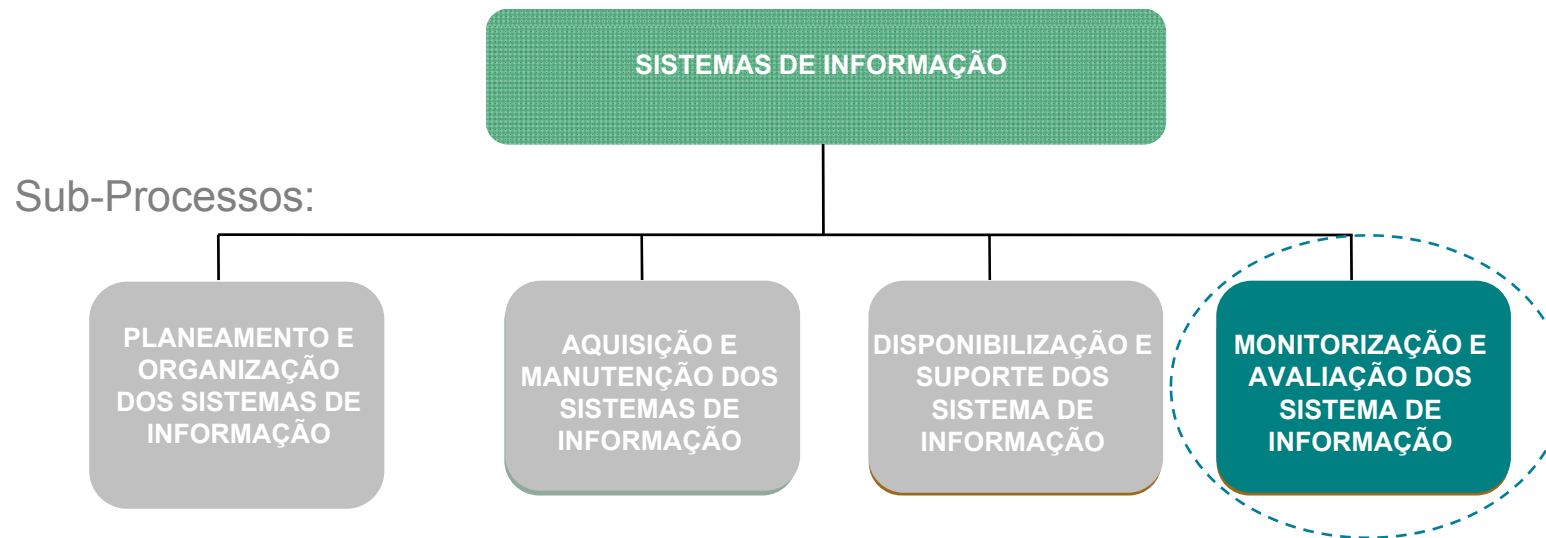 SISTEMAS DE INFORMAÇÃO
Sub-Processos:
PLANEAMENTO E
ORGANIZAÇÃO
DOS SISTEMAS DE
INFORMAÇÃO
AQUISIÇÃO E
MANUTENÇÃO DOS
SISTEMAS DE
INFORMAÇÃO
DISPONIBILIZAÇÃO E
SUPORTE DOS
SISTEMA DE
INFORMAÇÃO
MONITORIZAÇÃO E
AVALIAÇÃO DOS
SISTEMA DE
INFORMAÇÃO